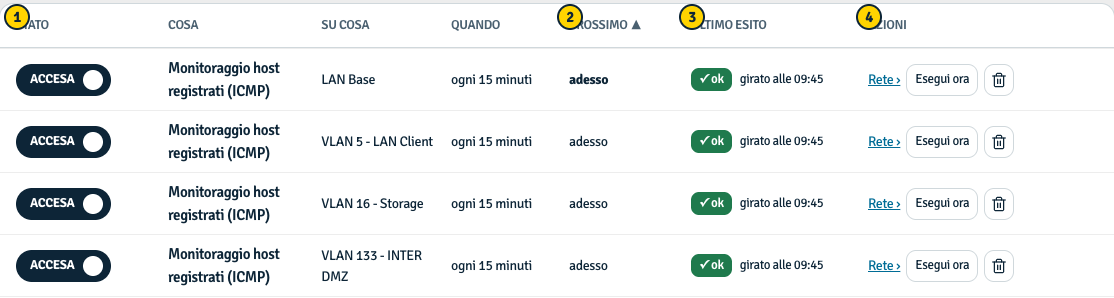 1 ATO COSA SU COSA QUANDO 2 ROSSIMO ▲ 3 LTIMO ESITO 4 ZIONI
ACCESA Monitoraggio host registrati (ICMP) LAN Base ogni 15 minuti adesso ✓ok girato alle 09:45 Rete › Esegui ora
ACCESA Monitoraggio host registrati (ICMP) VLAN 5 - LAN Client ogni 15 minuti adesso ✓ok girato alle 09:45 Rete › Esegui ora
ACCESA Monitoraggio host registrati (ICMP) VLAN 16 - Storage ogni 15 minuti adesso ✓ok girato alle 09:45 Rete › Esegui ora
ACCESA Monitoraggio host registrati (ICMP) VLAN 133 - INTER DMZ ogni 15 minuti adesso ✓ok girato alle 09:45 Rete › Esegui ora